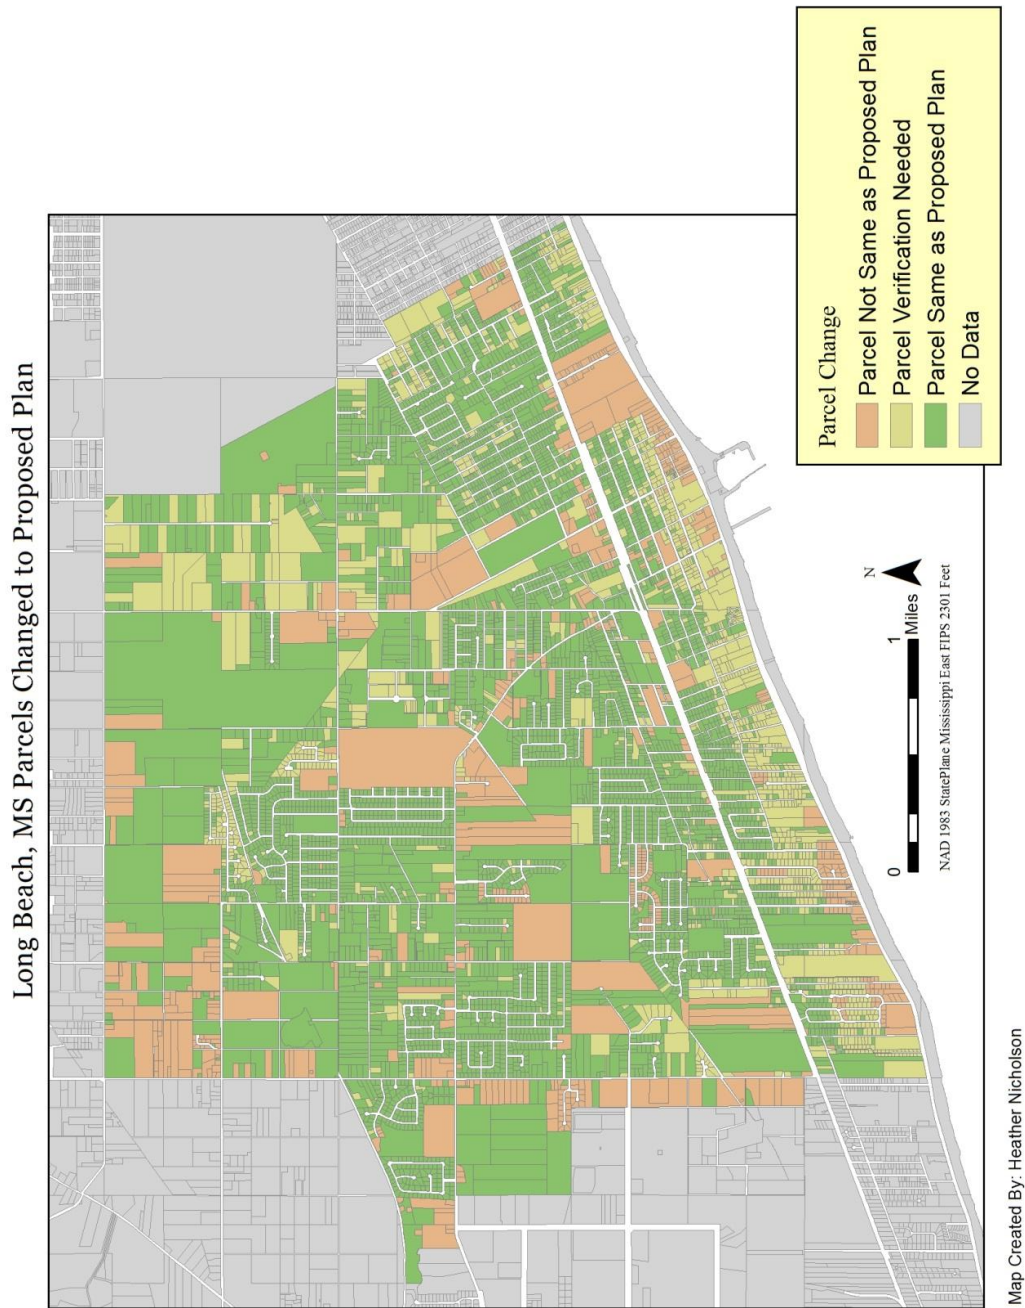 Long Beach, MS Parcels Changed to Proposed Plan
Parcel Change
Parcel Not Same as Proposed Plan
Parcel Verification Needed
Parcel Same as Proposed Plan
No Data
N
0 1
Miles
NAD 1983 StatePlane Mississippi East FIPS 2301 Feet
Map Created By: Heather Nicholson